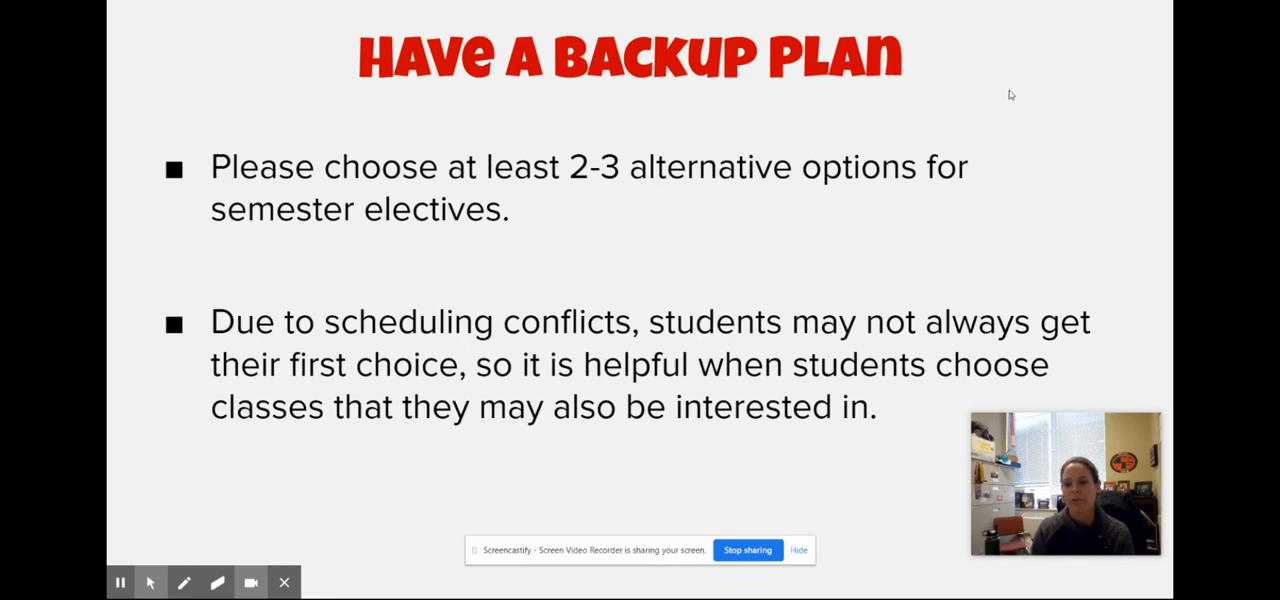 Have a Backup Plan
■ Please choose at least 2-3 alternative options for
semester electives.
■ Due to scheduling conflicts, students may not always get
their first choice, so it is helpful when students choose
classes that they may also be interested in.
Screencastify - Screen Video Recorder is sharing your screen. Stop sharing Hide